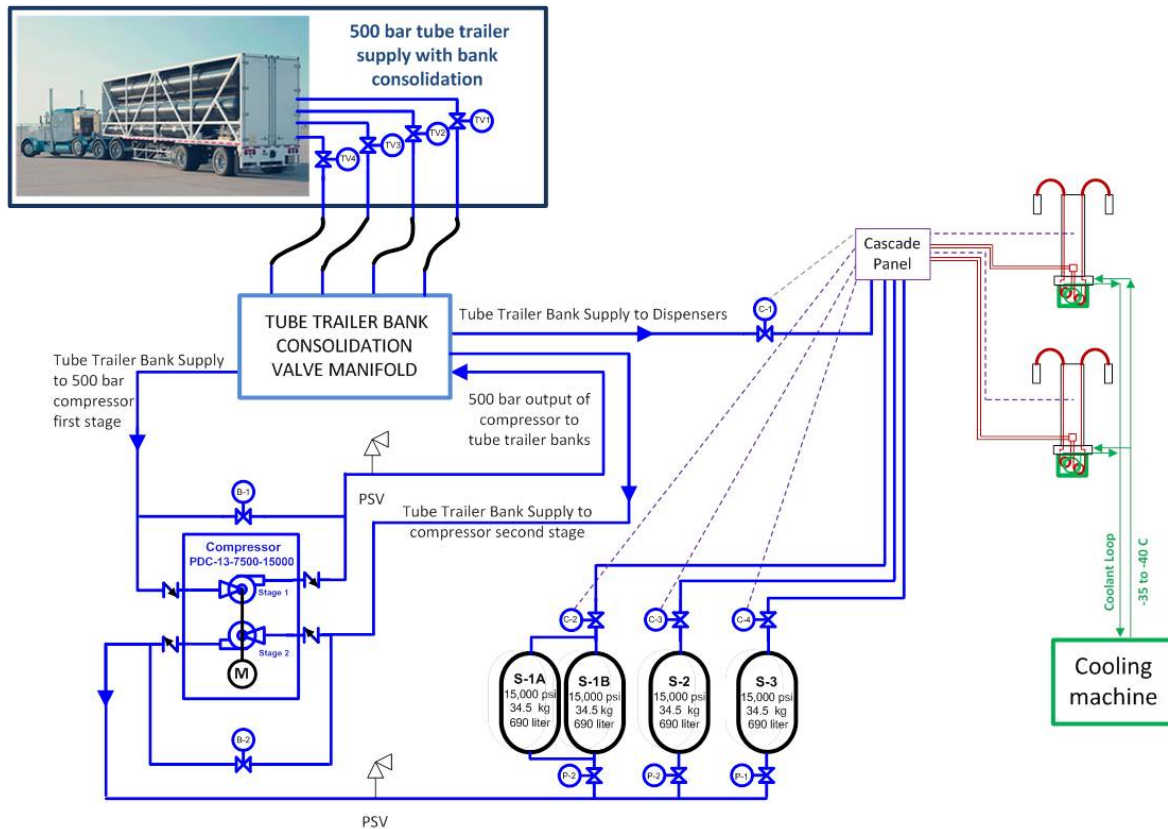 500 bar tube trailer
supply with bank
consolidation
TV1
TV2
TV3
TV4
TUBE TRAILER BANK
CONSOLIDATION
VALVE MANIFOLD
Tube Trailer Bank Supply to Dispensers
C-1
Cascade
Panel
Tube Trailer Bank Supply
to 500 bar
compressor
first stage
500 bar output of
compressor to
tube trailer banks
PSV
B-1
Tube Trailer Bank Supply to
compressor second stage
Compressor
PDC-13-7500-15000
Stage 1
Stage 2
M
B-2
PSV
C-2
C-3
C-4
S-1A
15,000 psi
34.5 kg
690 liter
S-1B
15,000 psi
34.5 kg
690 liter
S-2
15,000 psi
34.5 kg
690 liter
S-3
15,000 psi
34.5 kg
690 liter
P-2
P-2
P-1
Coolant Loop
-35 to -40 C
Cooling
machine